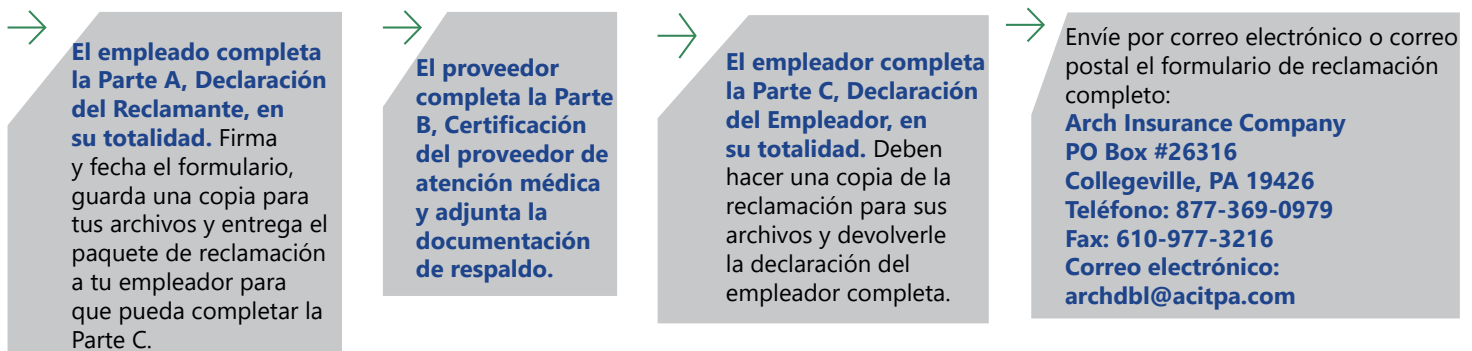 El empleado completa
la Parte A, Declaración
del Reclamante, en
su totalidad. Firma
y fecha el formulario,
guarda una copia para
tus archivos y entrega el
paquete de reclamación
a tu empleador para
que pueda completar la
Parte C.
El proveedor
completa la Parte
B, Certificación
del proveedor de
atención médica
y adjunta la
documentación
de respaldo.
El empleador completa
la Parte C, Declaración
del Empleador, en
su totalidad. Deben
hacer una copia de la
reclamación para sus
archivos y devolverle
la declaración del
empleador completa.
Envíe por correo electrónico o correo
postal el formulario de reclamación
completo:
Arch Insurance Company
PO Box #26316
Collegeville, PA 19426
Teléfono: 877-369-0979
Fax: 610-977-3216
Correo electrónico:
archdbl@acitpa.com